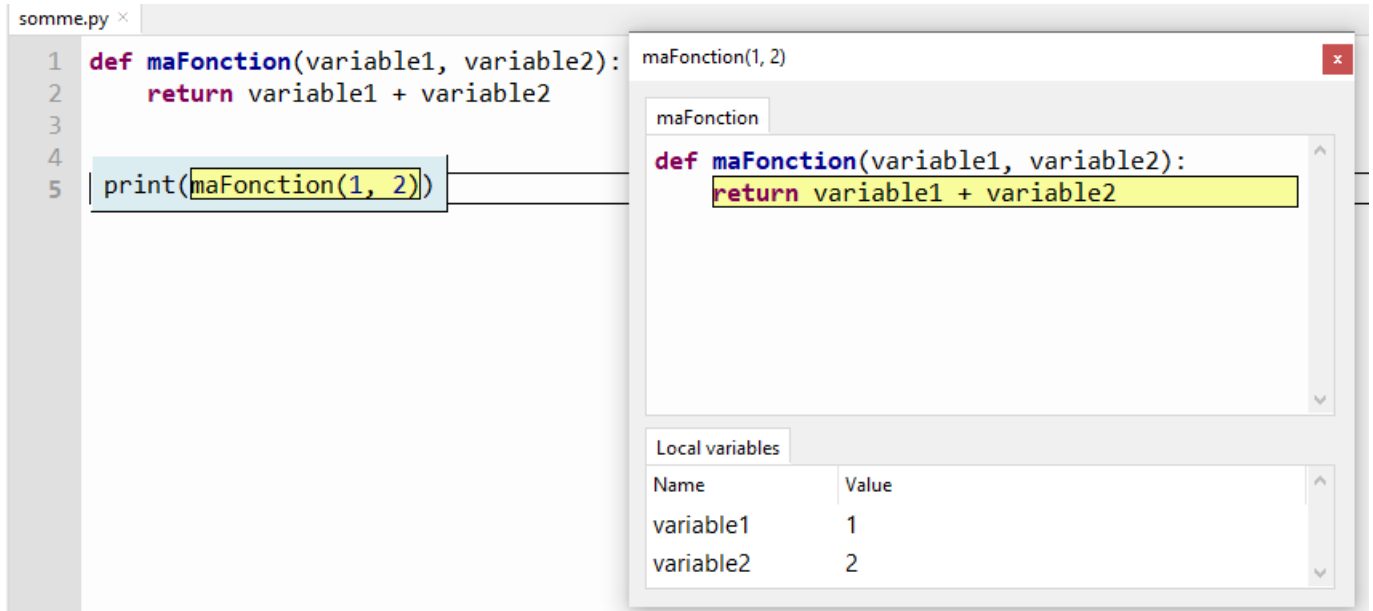 somme.py ×
1 def maFonction(variable1, variable2):
2     return variable1 + variable2
3
4
5 print(maFonction(1, 2))
maFonction(1, 2)
x
maFonction
def maFonction(variable1, variable2):
    return variable1 + variable2
Local variables
Name Value
variable1 1
variable2 2